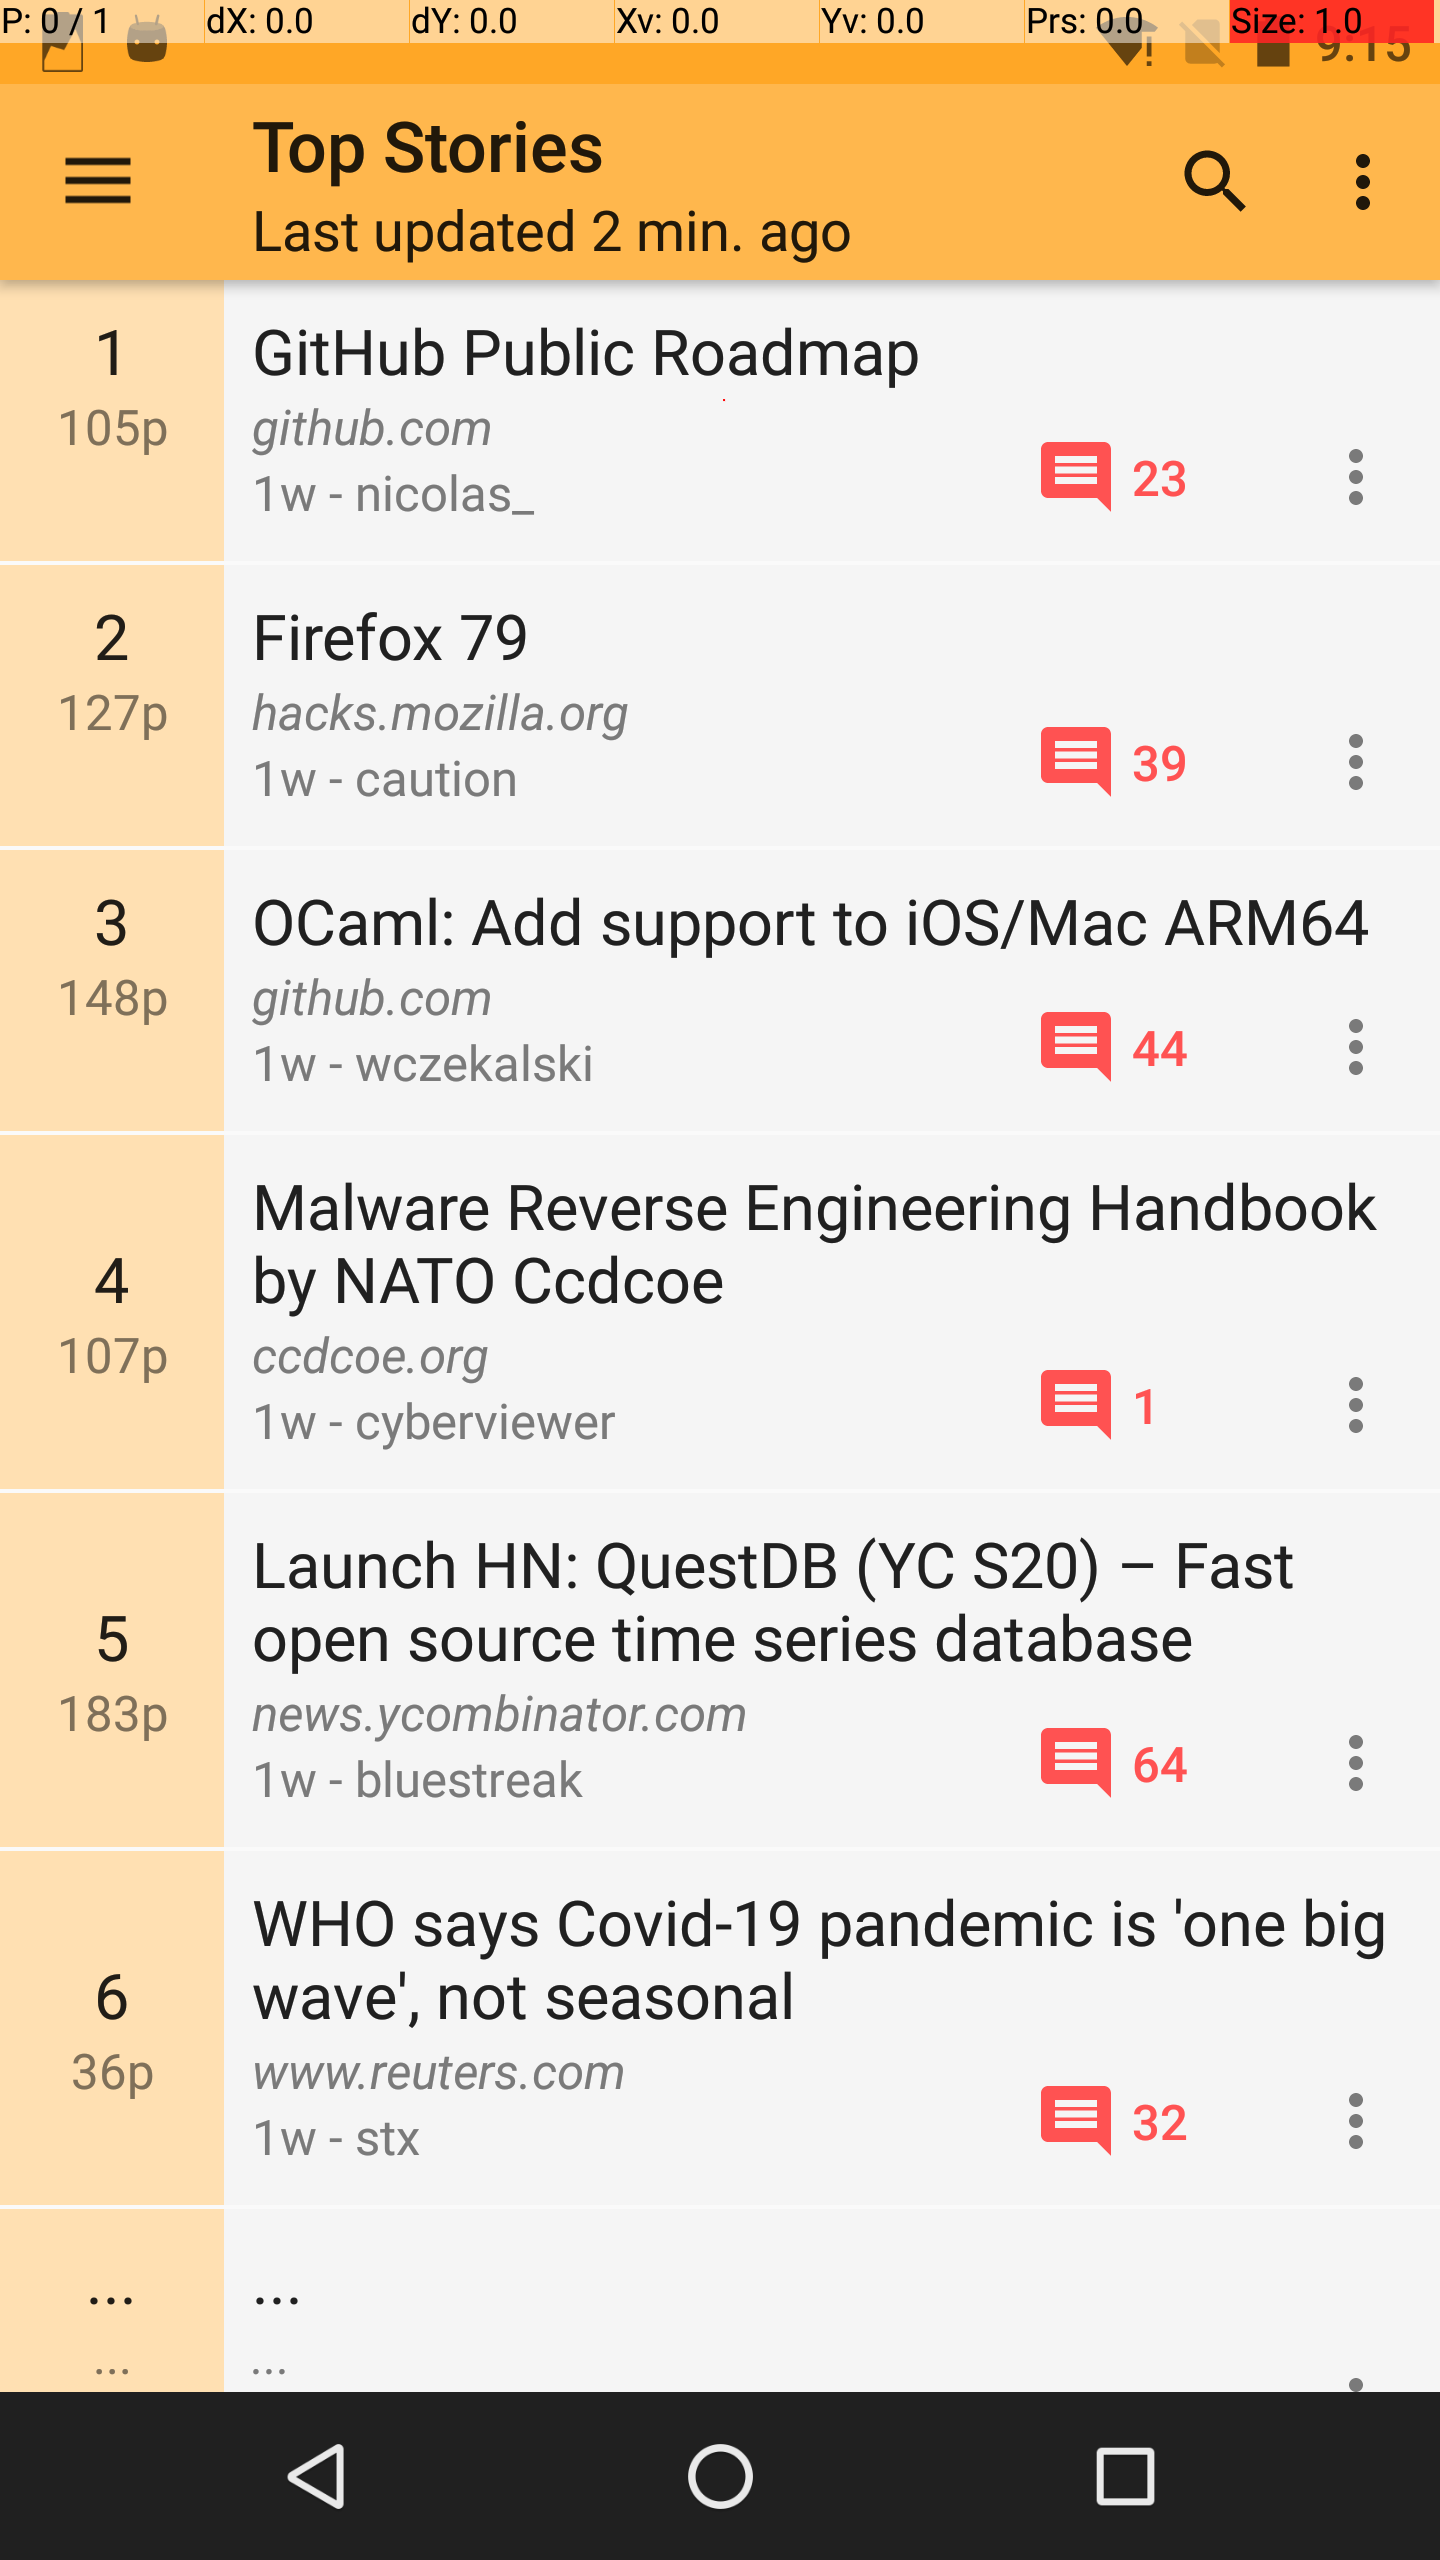 P: 0 / 1 dX: 0.0 dY: 0.0 Xv: 0.0 Yv: 0.0 Prs: 0.0 Size: 1.0
9:15
Top Stories
Last updated 2 min. ago
1
105p
GitHub Public Roadmap
github.com
1w - nicolas_
23
2
127p
Firefox 79
hacks.mozilla.org
1w - caution
39
3
148p
OCaml: Add support to iOS/Mac ARM64
github.com
1w - wczekalski
44
4
107p
Malware Reverse Engineering Handbook
by NATO Ccdcoe
ccdcoe.org
1w - cyberviewer
1
5
183p
Launch HN: QuestDB (YC S20) – Fast
open source time series database
news.ycombinator.com
1w - bluestreak
64
6
36p
WHO says Covid-19 pandemic is 'one big
wave', not seasonal
www.reuters.com
1w - stx
32
...
...
...
...